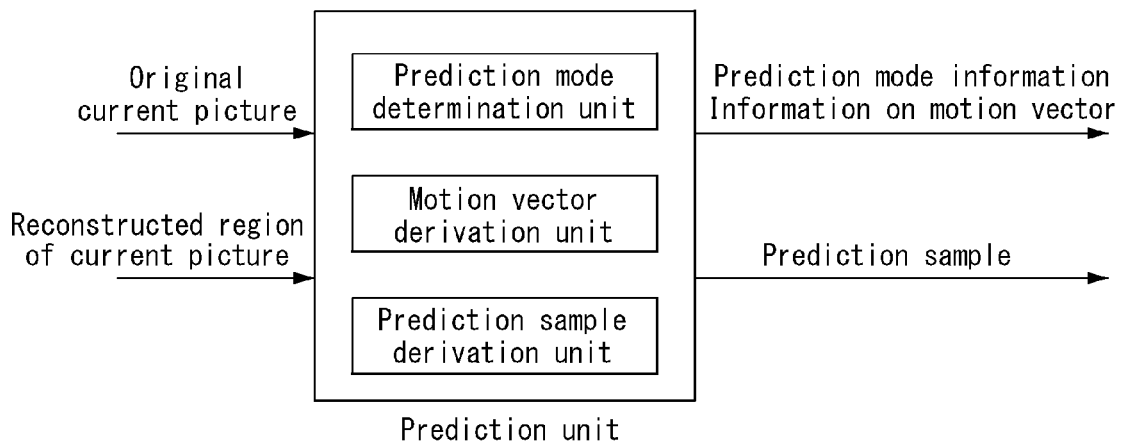 Original
current picture
Reconstructed region
of current picture
Prediction mode
determination unit
Motion vector
derivation unit
Prediction sample
derivation unit
Prediction mode information
Information on motion vector
Prediction sample
Prediction unit